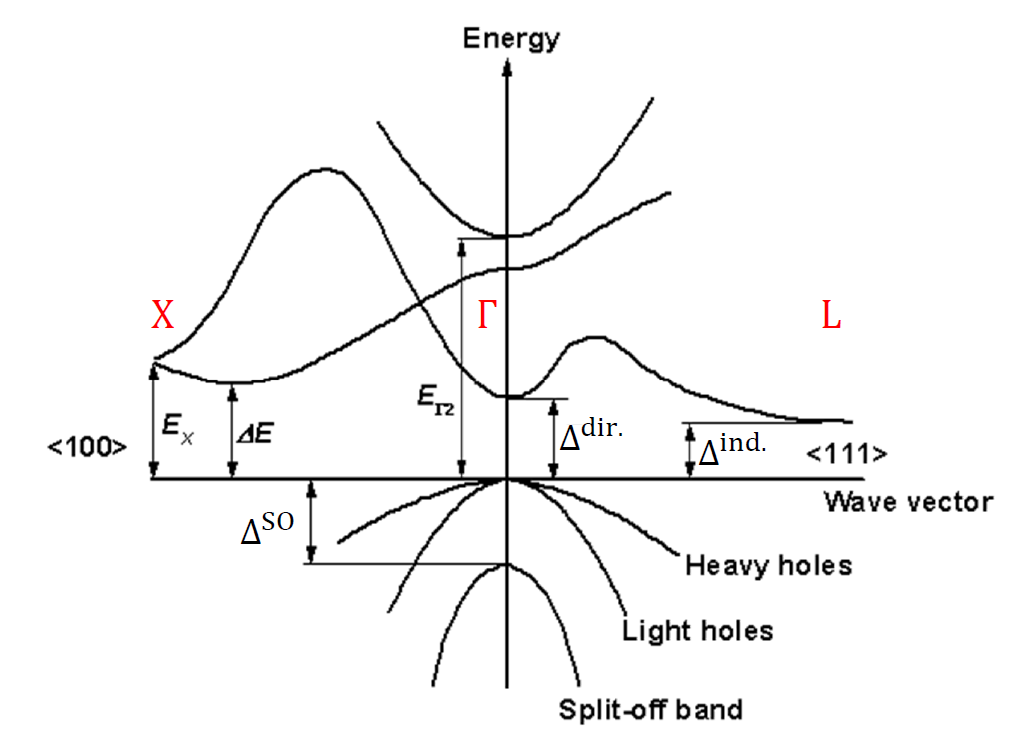 Energy
X
Γ
L
E_Γ2
E_X
ΔE
Δ^dir.
Δ^ind.
<100>
<111>
Wave vector
Δ^SO
Heavy holes
Light holes
Split-off band